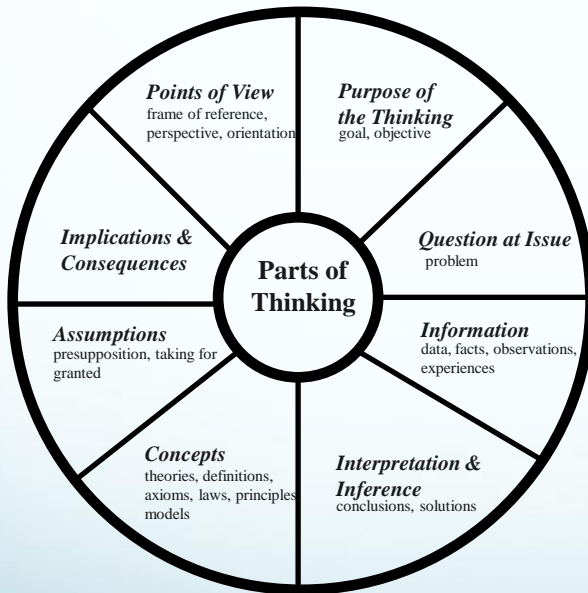 Parts of
Thinking
Purpose of
the Thinking
goal, objective
Question at Issue
problem
Information
data, facts, observations,
experiences
Interpretation &
Inference
conclusions, solutions
Concepts
theories, definitions,
axioms, laws, principles
models
Assumptions
presupposition, taking for
granted
Implications &
Consequences
Points of View
frame of reference,
perspective, orientation